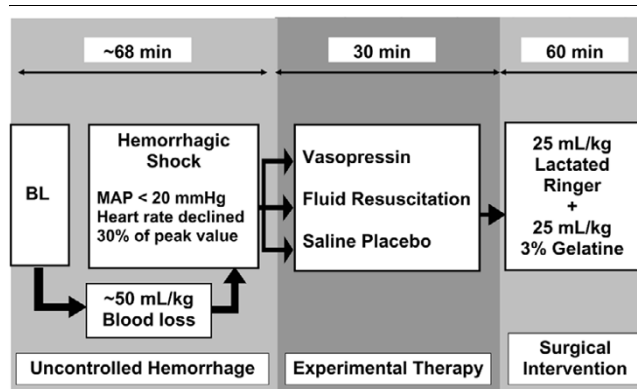 ~68 min
30 min
60 min
BL
Hemorrhagic
Shock
MAP < 20 mmHg
Heart rate declined
30% of peak value
~50 mL/kg
Blood loss
Vasopressin
Fluid Resuscitation
Saline Placebo
25 mL/kg
Lactated
Ringer
+
25 mL/kg
3% Gelatine
Uncontrolled Hemorrhage
Experimental Therapy
Surgical
Intervention